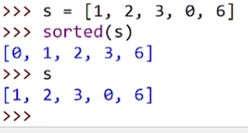 >>> s = [1, 2, 3, 0, 6]
>>> sorted(s)
[0, 1, 2, 3, 6]
>>> s
[1, 2, 3, 0, 6]
>>>